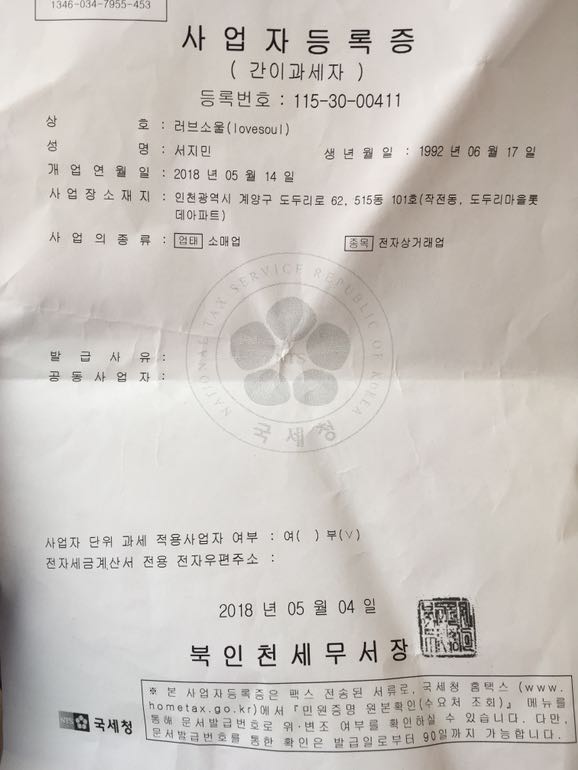 1346-034-7955-453
사업자등록증
( 간이과세자 )
등록번호 : 115-30-00411
상 호 : 러브소울(lovesoul)
성 명 : 서지민 생년월일 : 1992 년 06 월 17 일
개업연월일 : 2018 년 05 월 14 일
사업장소재지 : 인천광역시 계양구 도두리로 62, 515동 101호(작전동, 도두리마을롯
데아파트)
사업의종류 : 업태 소매업 종목 전자상거래업
NATIONAL TAX SERVICE REPUBLIC OF KOREA
NTS
국세청
발급사유 :
공동사업자 :
사업자 단위 과세 적용사업자 여부 : 여( ) 부(∨)
전자세금계산서 전용 전자우편주소 :
2018 년 05 월 04 일
북인천세무서장
NTS 국세청
※ 본 사업자등록증은 팩스 전송된 서류로, 국세청 홈택스 (www.
hometax.go.kr)에서 『민원증명 원본확인(수요처 조회)』 메뉴를
통해 문서발급번호로 위·변조 여부를 확인하실 수 있습니다. 다만,
문서발급번호를 통한 확인은 발급일로부터 90일까지 가능합니다.